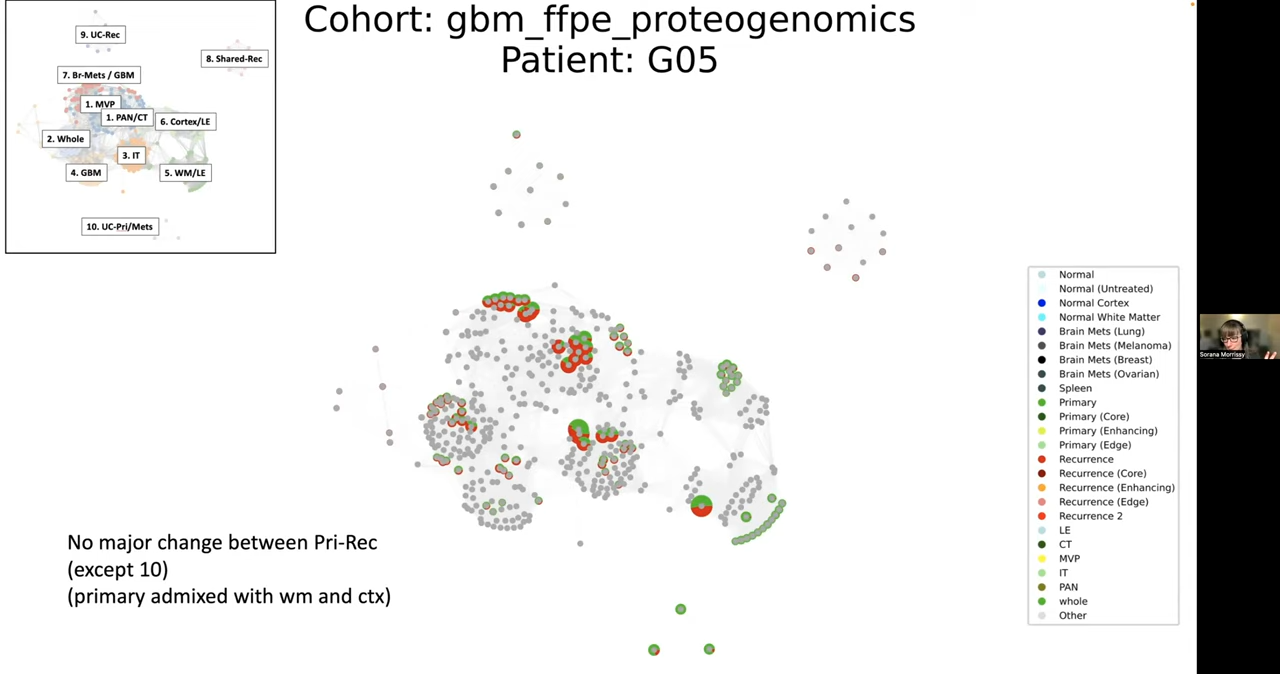 Cohort: gbm_ffpe_proteogenomics
Patient: G05
9. UC-Rec
8. Shared-Rec
7. Br-Mets / GBM
1. MVP
1. PAN/CT
6. Cortex/LE
2. Whole
3. IT
4. GBM
5. WM/LE
10. UC-Pri/Mets
Normal
Normal (Untreated)
Normal Cortex
Normal White Matter
Brain Mets (Lung)
Brain Mets (Melanoma)
Brain Mets (Breast)
Brain Mets (Ovarian)
Spleen
Primary
Primary (Core)
Primary (Enhancing)
Primary (Edge)
Recurrence
Recurrence (Core)
Recurrence (Enhancing)
Recurrence (Edge)
Recurrence 2
LE
CT
MVP
IT
PAN
whole
Other
Sorana Morrissy
No major change between Pri-Rec
(except 10)
(primary admixed with wm and ctx)